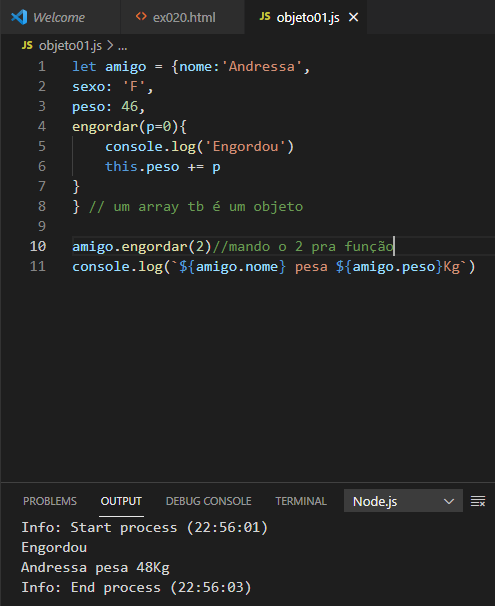 Welcome <> ex020.html JS objeto01.js ×
JS objeto01.js > ...
1 let amigo = {nome:'Andressa',
2 sexo: 'F',
3 peso: 46,
4 engordar(p=0){
5 console.log('Engordou')
6 this.peso += p
7 }
8 } // um array tb é um objeto
9
10 amigo.engordar(2)//mando o 2 pra função
11 console.log(`${amigo.nome} pesa ${amigo.peso}Kg`)
PROBLEMS OUTPUT DEBUG CONSOLE TERMINAL Node.js
Info: Start process (22:56:01)
Engordou
Andressa pesa 48Kg
Info: End process (22:56:03)